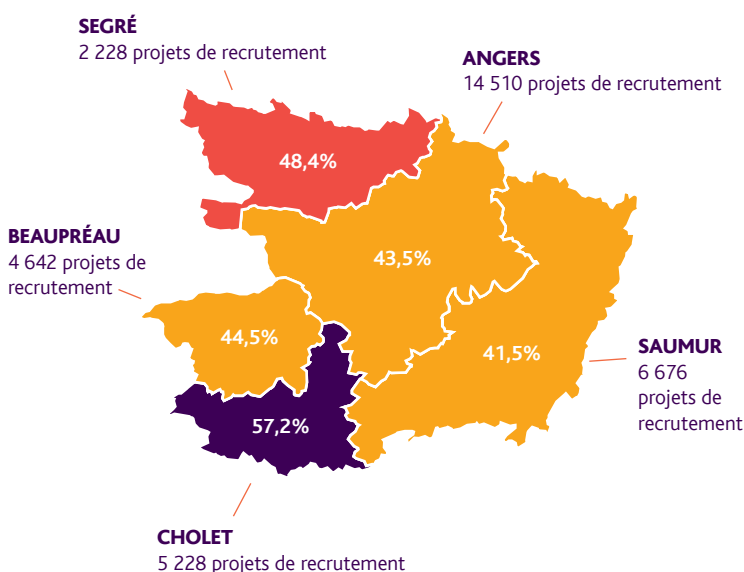 SEGRÉ
2 228 projets de recrutement
ANGERS
14 510 projets de recrutement
48,4%
BEAUPRÉAU
4 642 projets de
recrutement
43,5%
44,5%
41,5%
SAUMUR
6 676
projets de
recrutement
57,2%
CHOLET
5 228 projets de recrutement